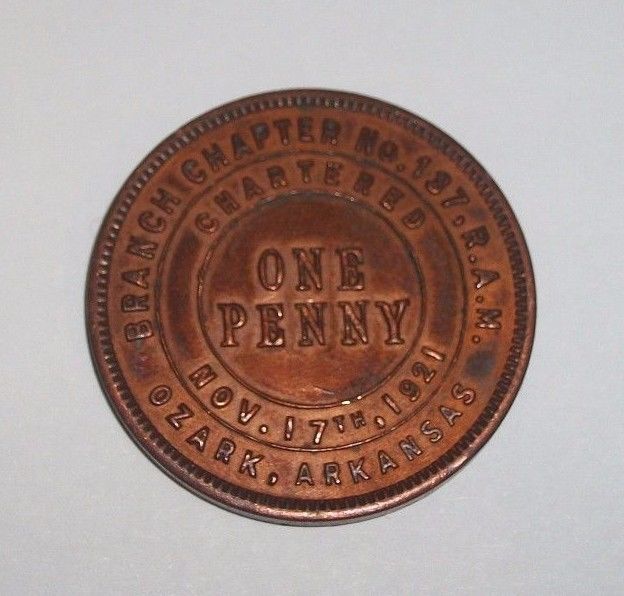 BRANCH CHAPTER No. 137. R.A.M.
OZARK, ARKANSAS
CHARTERED
NOV. 17TH, 1921
ONE
PENNY